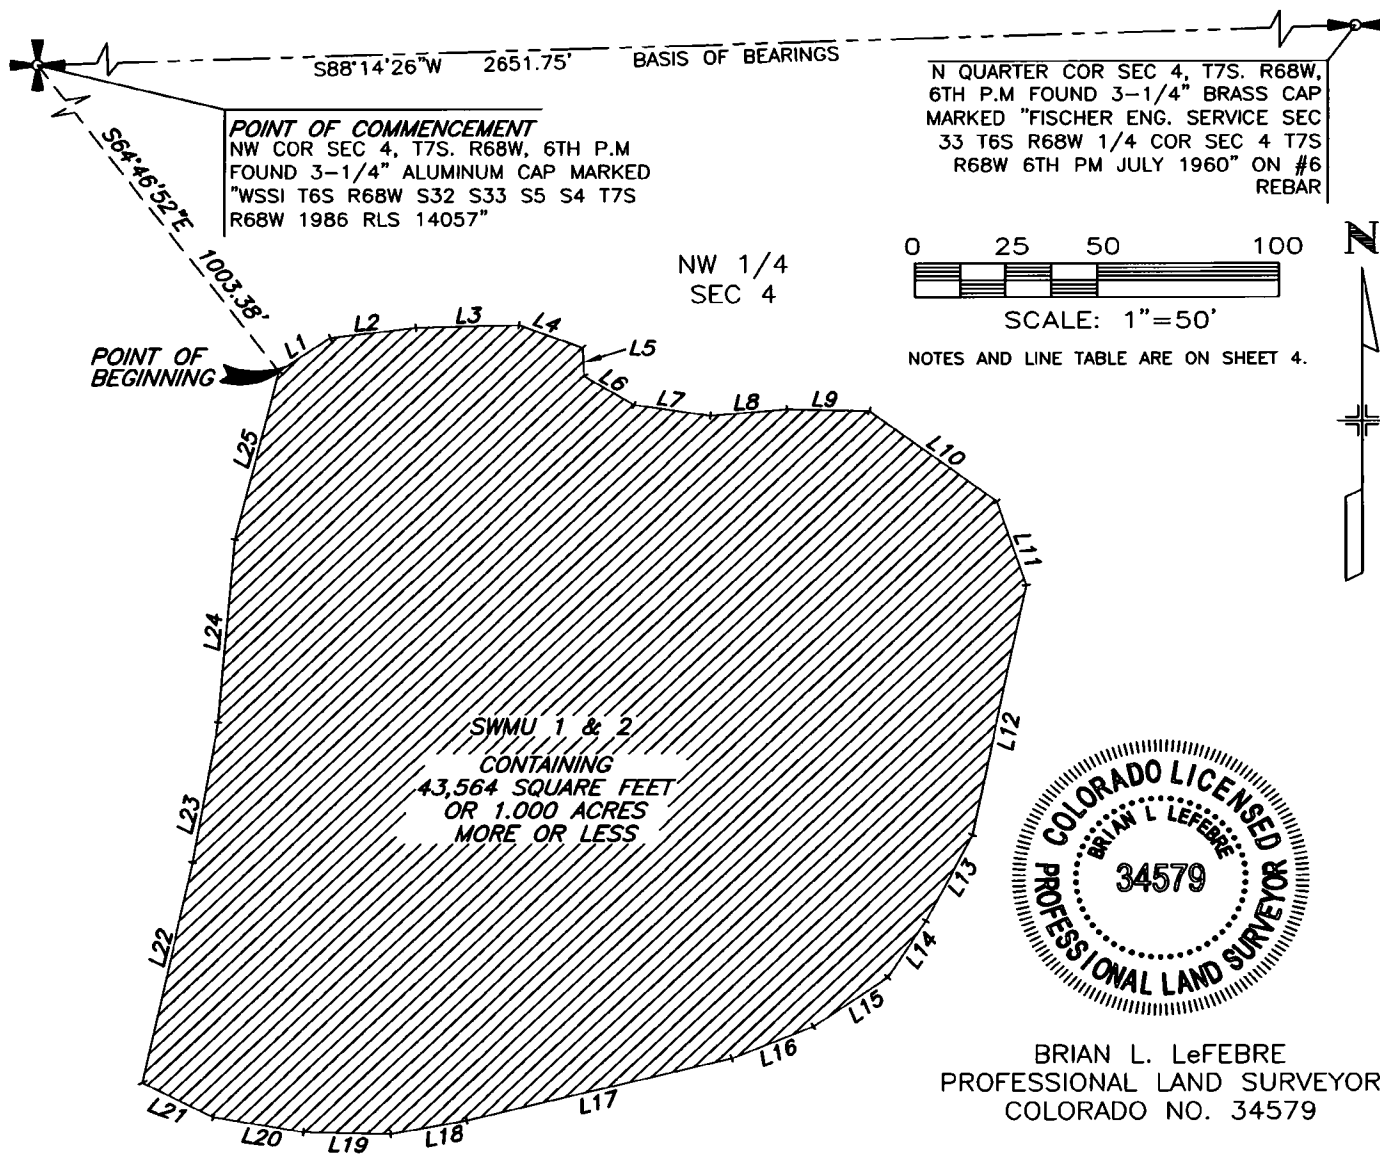 S88°14'26"W 2651.75' BASIS OF BEARINGS
POINT OF COMMENCEMENT
NW COR SEC 4, T7S. R68W, 6TH P.M
FOUND 3-1/4" ALUMINUM CAP MARKED
"WSSI T6S R68W S32 S33 S5 S4 T7S
R68W 1986 RLS 14057"
N QUARTER COR SEC 4, T7S. R68W,
6TH P.M FOUND 3-1/4" BRASS CAP
MARKED "FISCHER ENG. SERVICE SEC
33 T6S R68W 1/4 COR SEC 4 T7S
R68W 6TH PM JULY 1960" ON #6
REBAR
S64°46'52"E 1003.38'
NW 1/4
SEC 4
0 25 50 100
SCALE: 1"=50'
NOTES AND LINE TABLE ARE ON SHEET 4.
N
POINT OF
BEGINNING
L1
L2
L3
L4
L5
L6
L7
L8
L9
L10
L11
L12
L13
L14
L15
L16
L17
L18
L19
L20
L21
L22
L23
L24
L25
SWMU 1 & 2
CONTAINING
43,564 SQUARE FEET
OR 1.000 ACRES
MORE OR LESS
COLORADO LICENSED
BRIAN L LEFEBRE
34579
PROFESSIONAL LAND SURVEYOR
BRIAN L. LeFEBRE
PROFESSIONAL LAND SURVEYOR
COLORADO NO. 34579